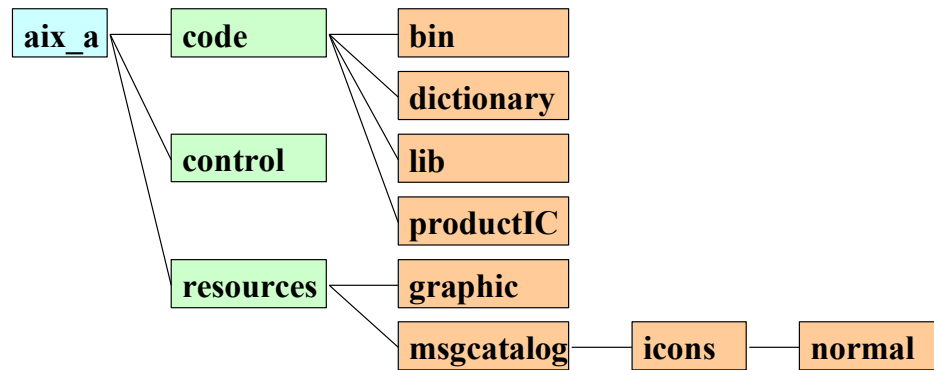 aix_a code bin
dictionary
control lib
productIC
resources graphic
msgcatalog icons normal